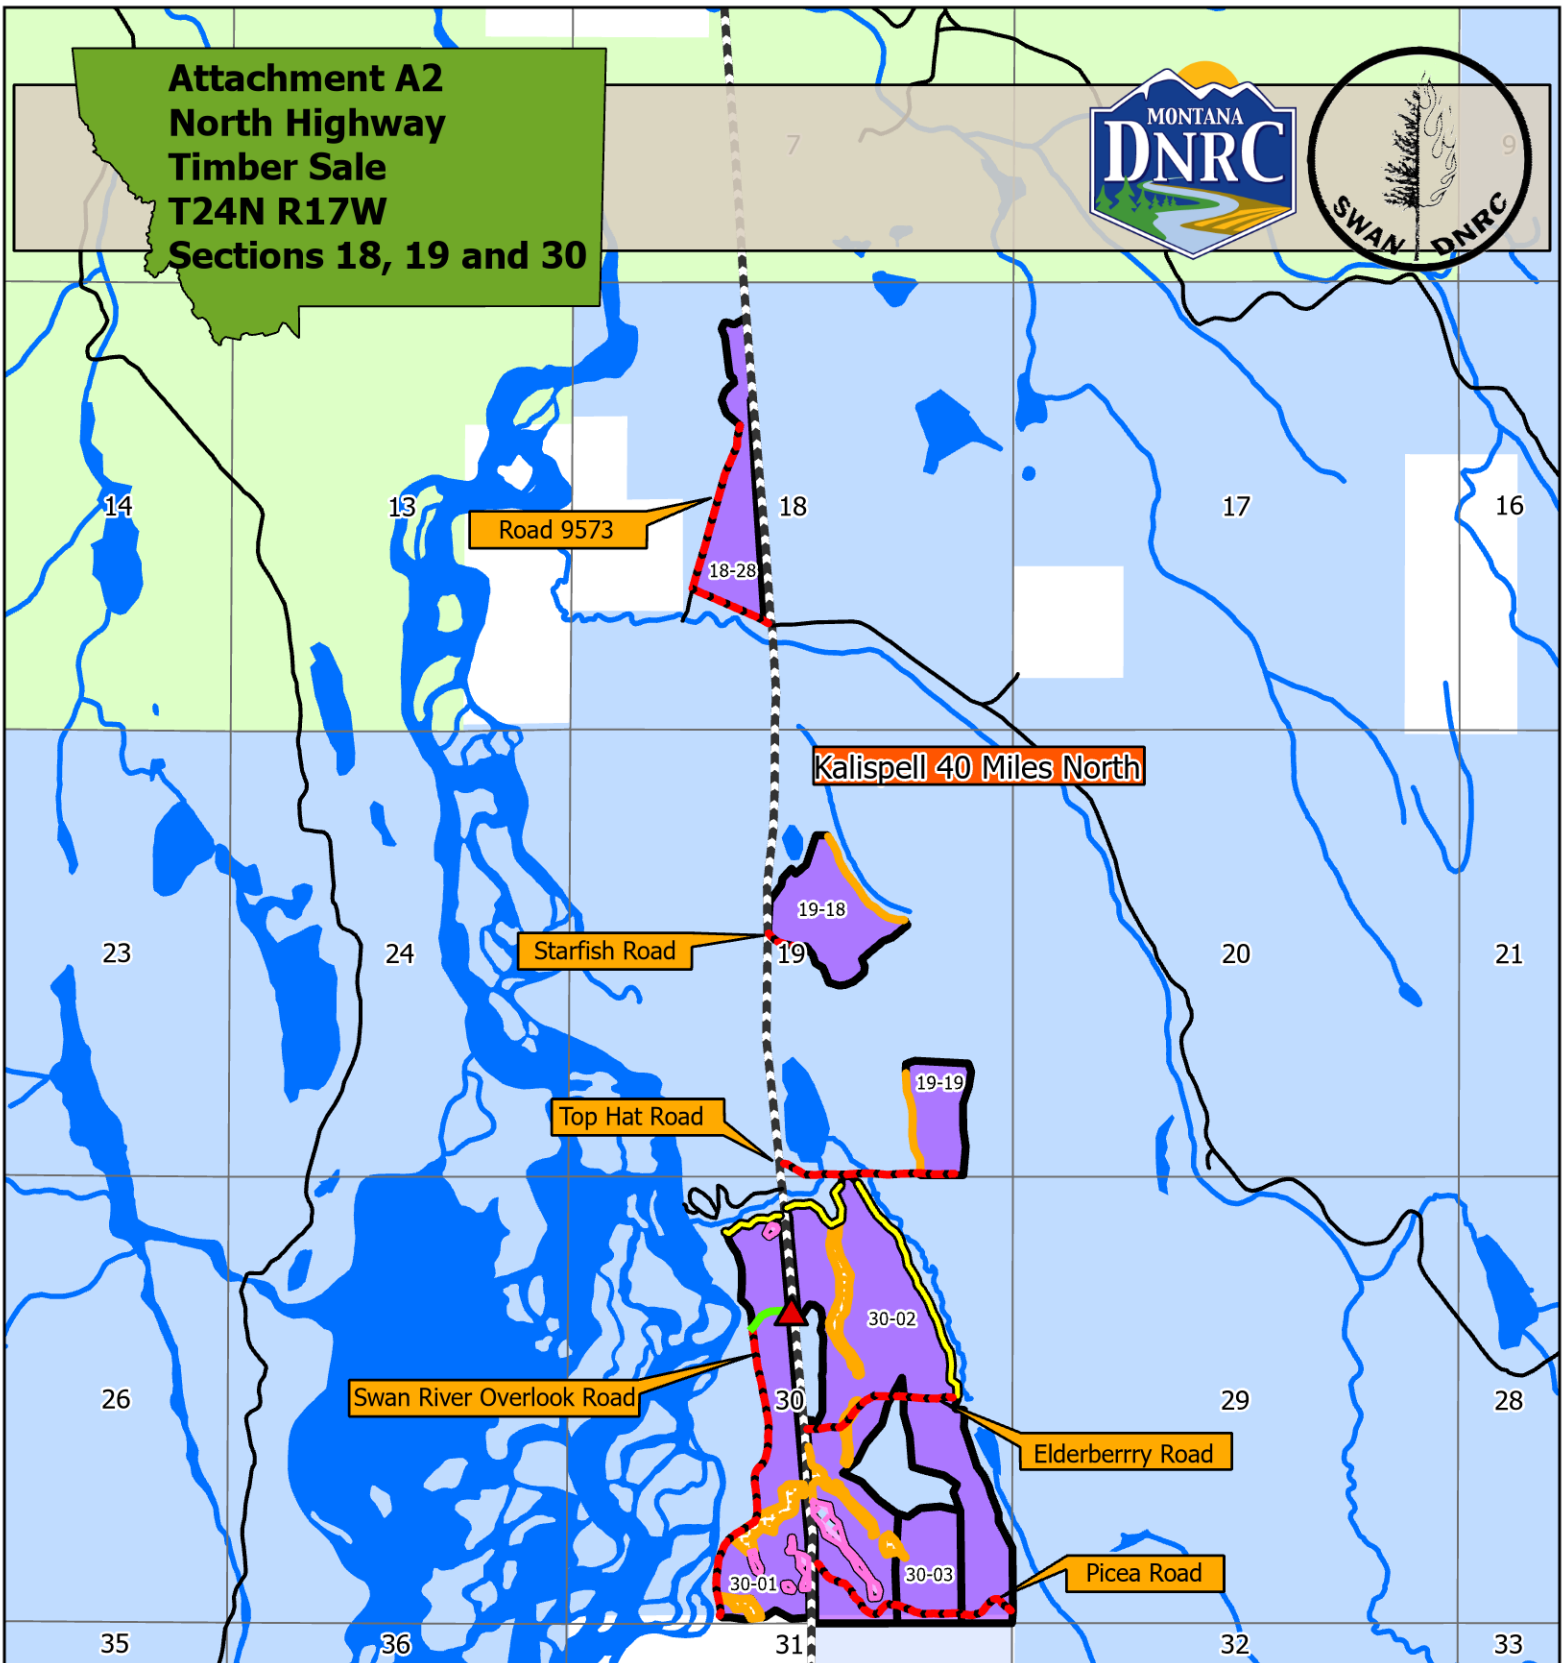 Attachment A2
North Highway
Timber Sale
T24N R17W
Sections 18, 19 and 30
MONTANA
DNRC
SWAN DNRC
7
9
14
13
18
17
16
Road 9573
18-28
Kalispell 40 Miles North
19-18
Starfish Road
23
24
19
20
21
19-19
Top Hat Road
30-02
Swan River Overlook Road
26
30
29
28
Elderberrry Road
30-01
30-03
Picea Road
35
36
31
32
33